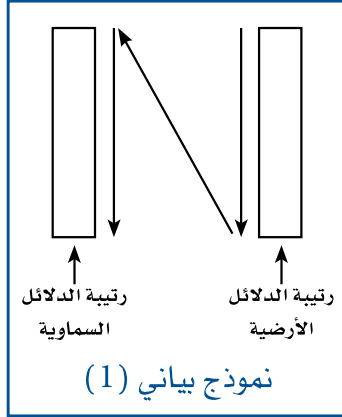 رتيبة الدلائل
الأرضية
رتيبة الدلائل
السماوية
نموذج بياني (1)